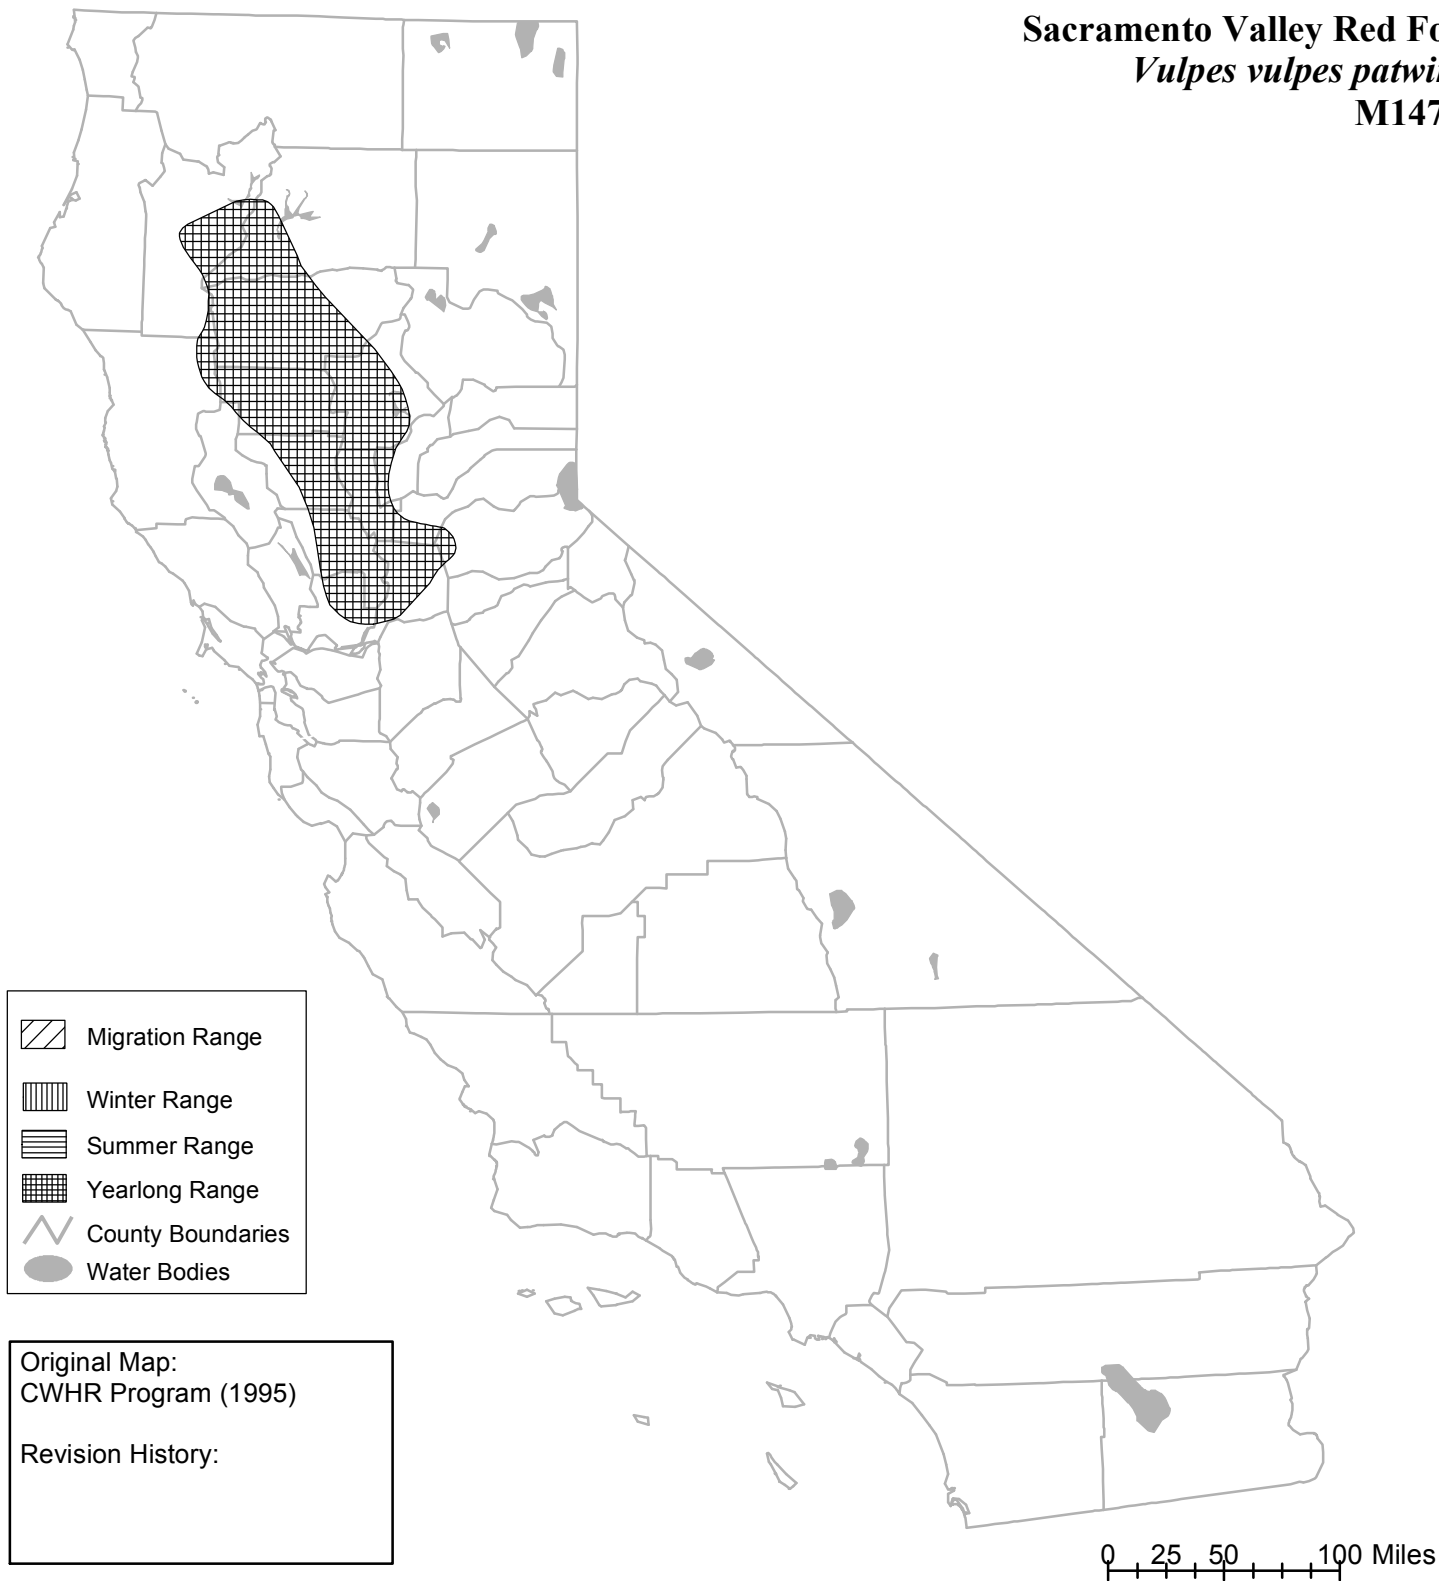 Sacramento Valley Red Fo
Vulpes vulpes patwi
M147
Migration Range
Winter Range
Summer Range
Yearlong Range
County Boundaries
Water Bodies
Original Map:
CWHR Program (1995)
Revision History:
0 25 50 100 Miles